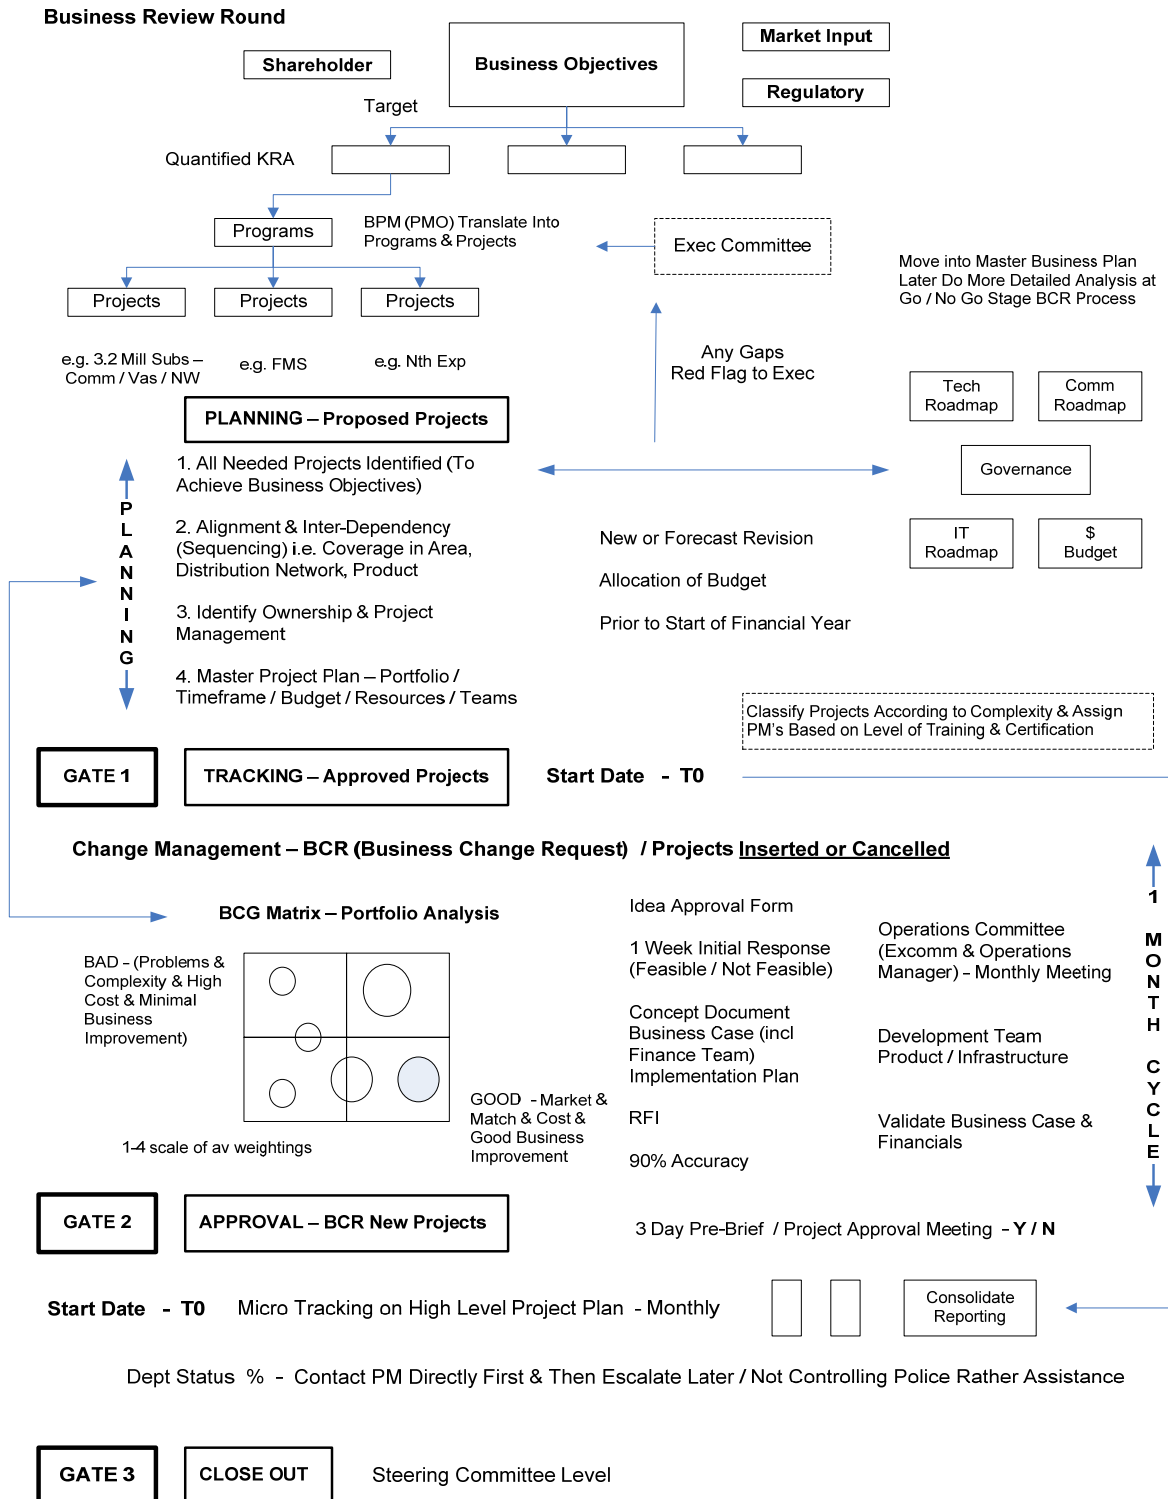 Business Review Round
Shareholder
Business Objectives
Market Input
Regulatory
Target
Quantified KRA
Programs
BPM (PMO) Translate Into
Programs & Projects
Exec Committee
Move into Master Business Plan
Later Do More Detailed Analysis at
Go / No Go Stage BCR Process
Projects
Projects
Projects
e.g. 3.2 Mill Subs –
Comm / Vas / NW
e.g. FMS
e.g. Nth Exp
Any Gaps
Red Flag to Exec
Tech
Roadmap
Comm
Roadmap
PLANNING – Proposed Projects
Governance
IT
Roadmap
$
Budget
PLANNING
1. All Needed Projects Identified (To
Achieve Business Objectives)
2. Alignment & Inter-Dependency
(Sequencing) i.e. Coverage in Area,
Distribution Network, Product
3. Identify Ownership & Project
Management
4. Master Project Plan – Portfolio /
Timeframe / Budget / Resources / Teams
New or Forecast Revision
Allocation of Budget
Prior to Start of Financial Year
Classify Projects According to Complexity & Assign
PM's Based on Level of Training & Certification
GATE 1
TRACKING – Approved Projects
Start Date - T0
Change Management – BCR (Business Change Request) / Projects Inserted or Cancelled
BCG Matrix – Portfolio Analysis
BAD - (Problems &
Complexity & High
Cost & Minimal
Business
Improvement)
GOOD - Market &
Match & Cost &
Good Business
Improvement
1-4 scale of av weightings
Idea Approval Form
1 Week Initial Response
(Feasible / Not Feasible)
Concept Document
Business Case (incl
Finance Team)
Implementation Plan
RFI
90% Accuracy
Operations Committee
(Excomm & Operations
Manager) - Monthly Meeting
Development Team
Product / Infrastructure
Validate Business Case &
Financials
1 MONTH CYCLE
GATE 2
APPROVAL – BCR New Projects
3 Day Pre-Brief / Project Approval Meeting - Y / N
Start Date - T0
Micro Tracking on High Level Project Plan - Monthly
Consolidate
Reporting
Dept Status % - Contact PM Directly First & Then Escalate Later / Not Controlling Police Rather Assistance
GATE 3
CLOSE OUT
Steering Committee Level